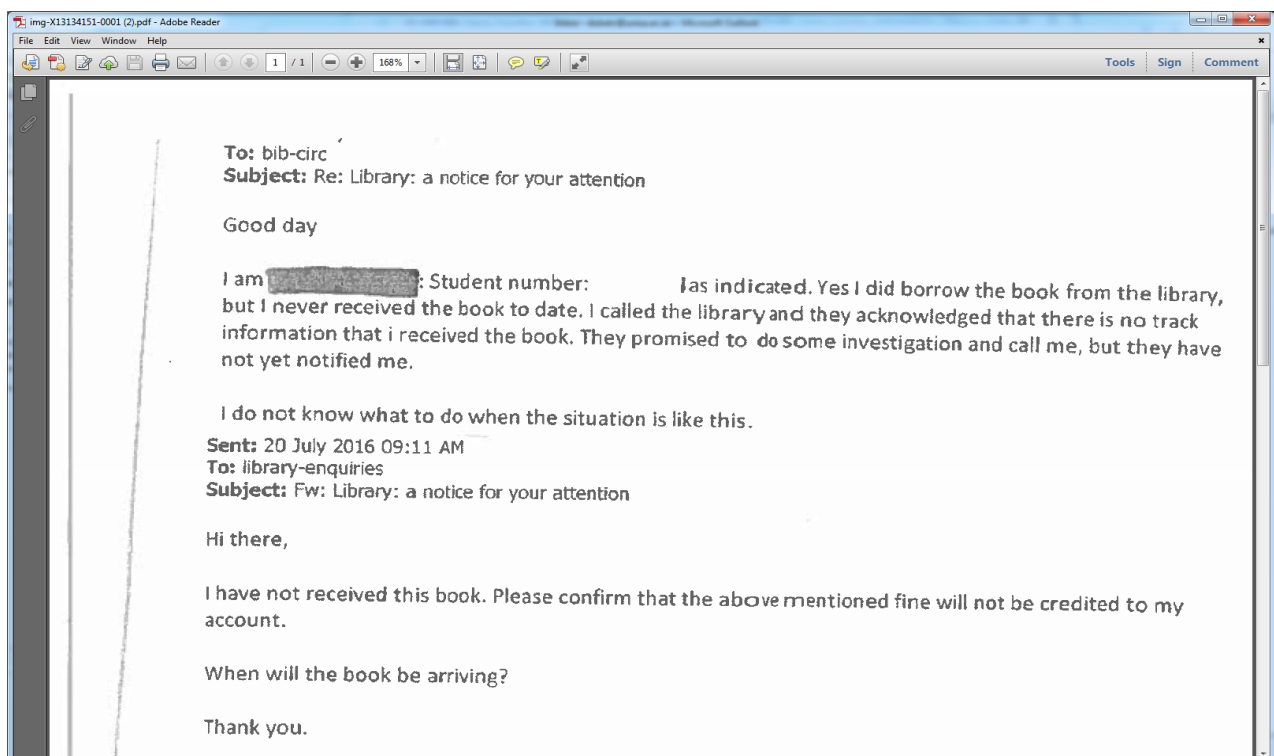 img-X13134151-0001 (2).pdf - Adobe Reader
File Edit View Window Help
1 / 1 168% Tools Sign Comment
To: bib-circ
Subject: Re: Library: a notice for your attention
Good day
I am : Student number: as indicated. Yes I did borrow the book from the library,
but I never received the book to date. I called the library and they acknowledged that there is no track
information that i received the book. They promised to do some investigation and call me, but they have
not yet notified me.
I do not know what to do when the situation is like this.
Sent: 20 July 2016 09:11 AM
To: library-enquiries
Subject: Fw: Library: a notice for your attention
Hi there,
I have not received this book. Please confirm that the above mentioned fine will not be credited to my
account.
When will the book be arriving?
Thank you.